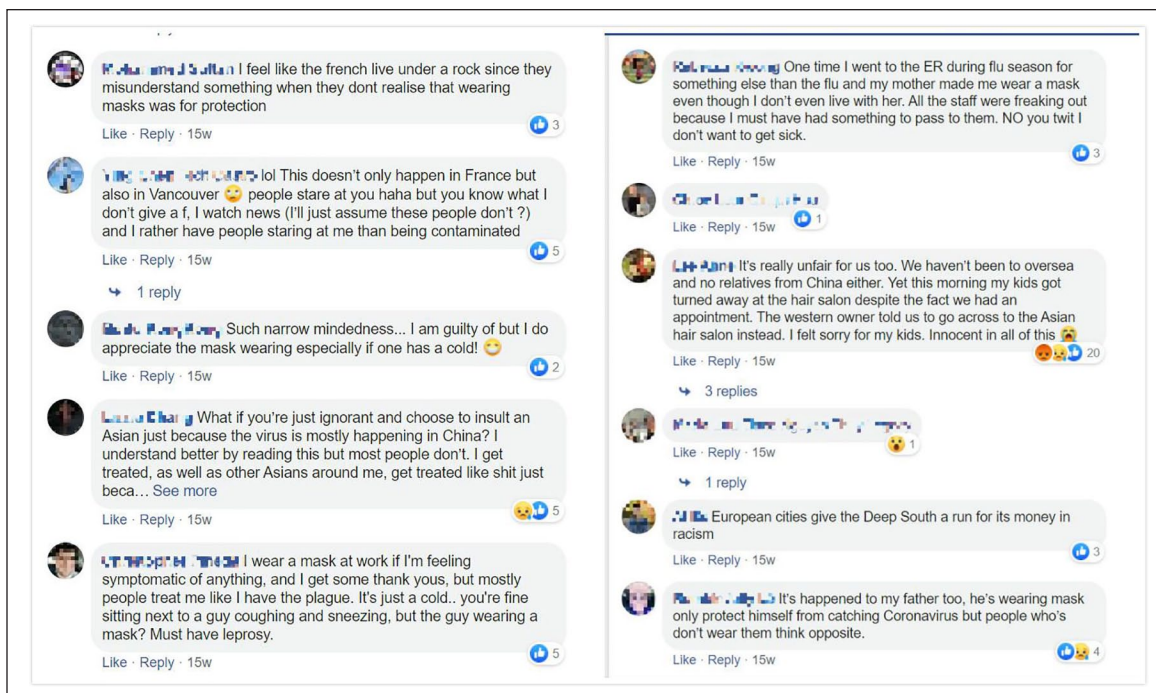 I feel like the french live under a rock since they
misunderstand something when they dont realise that wearing
masks was for protection
3
Like · Reply · 15w
lol This doesn't only happen in France but
also in Vancouver 🙄 people stare at you haha but you know what I
don't give a f, I watch news (I'll just assume these people don't ?)
and I rather have people staring at me than being contaminated
5
Like · Reply · 15w
1 reply
Such narrow mindedness... I am guilty of but I do
appreciate the mask wearing especially if one has a cold! 😷
2
Like · Reply · 15w
What if you're just ignorant and choose to insult an
Asian just because the virus is mostly happening in China? I
understand better by reading this but most people don't. I get
treated, as well as other Asians around me, get treated like shit just
beca... See more
5
Like · Reply · 15w
I wear a mask at work if I'm feeling
symptomatic of anything, and I get some thank yous, but mostly
people treat me like I have the plague. It's just a cold.. you're fine
sitting next to a guy coughing and sneezing, but the guy wearing a
mask? Must have leprosy.
5
Like · Reply · 15w
One time I went to the ER during flu season for
something else than the flu and my mother made me wear a mask
even though I don't even live with her. All the staff were freaking out
because I must have had something to pass to them. NO you twit I
don't want to get sick.
3
Like · Reply · 15w
1
Like · Reply · 15w
It's really unfair for us too. We haven't been to oversea
and no relatives from China either. Yet this morning my kids got
turned away at the hair salon despite the fact we had an
appointment. The western owner told us to go across to the Asian
hair salon instead. I felt sorry for my kids. Innocent in all of this 😭
20
Like · Reply · 15w
3 replies
1
Like · Reply · 15w
1 reply
European cities give the Deep South a run for its money in
racism
3
Like · Reply · 15w
It's happened to my father too, he's wearing mask
only protect himself from catching Coronavirus but people who's
don't wear them think opposite.
4
Like · Reply · 15w